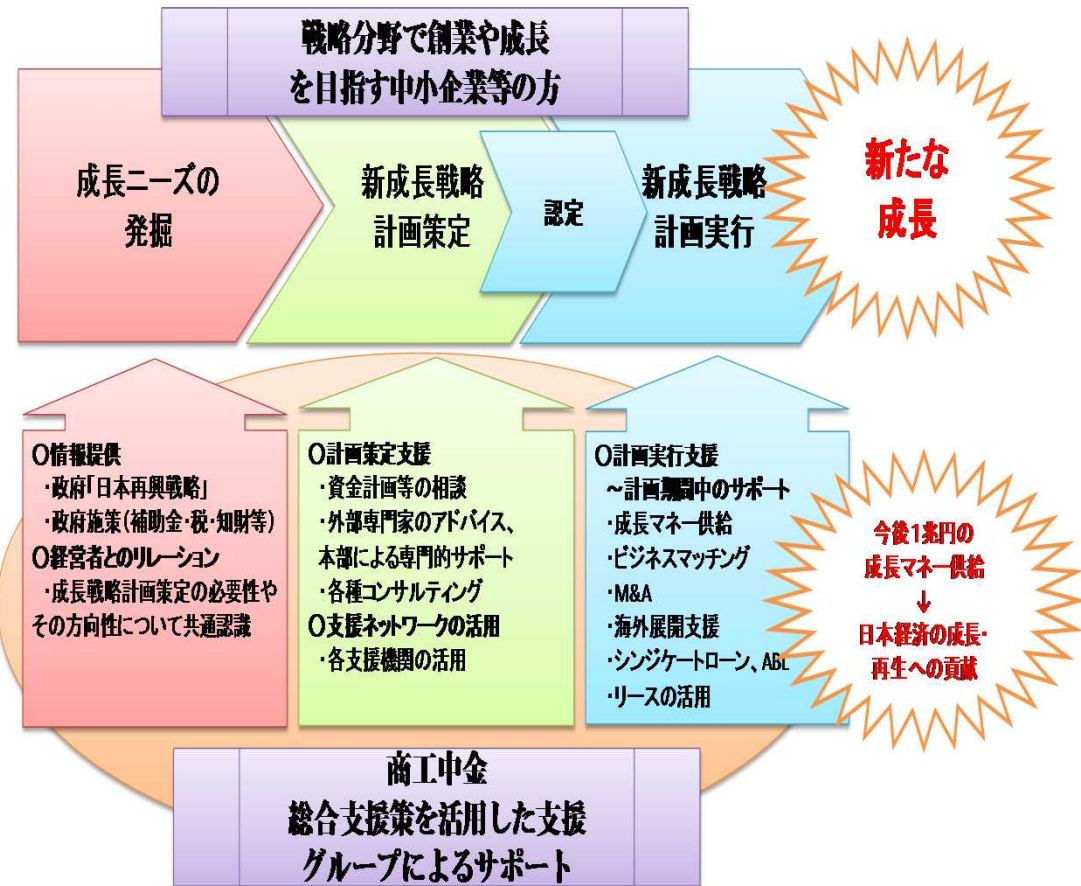 戦略分野で創業や成長
を目指す中小企業等の方
成長ニーズの
発掘
新成長戦略
計画策定
認定
新成長戦略
計画実行
新たな
成長
○情報提供
・政府「日本再興戦略」
・政府施策(補助金・税・知財等)
○経営者とのリレーション
・成長戦略計画策定の必要性や
その方向性について共通認識
○計画策定支援
・資金計画等の相談
・外部専門家のアドバイス、
本部による専門的サポート
・各種コンサルティング
○支援ネットワークの活用
・各支援機関の活用
○計画実行支援
～計画期間中のサポート
・成長マネー供給
・ビジネスマッチング
・M&A
・海外展開支援
・シンジケートローン、ABL
・リースの活用
今後1兆円の
成長マネー供給
↓
日本経済の成長・
再生への貢献
商工中金
総合支援策を活用した支援
グループによるサポート